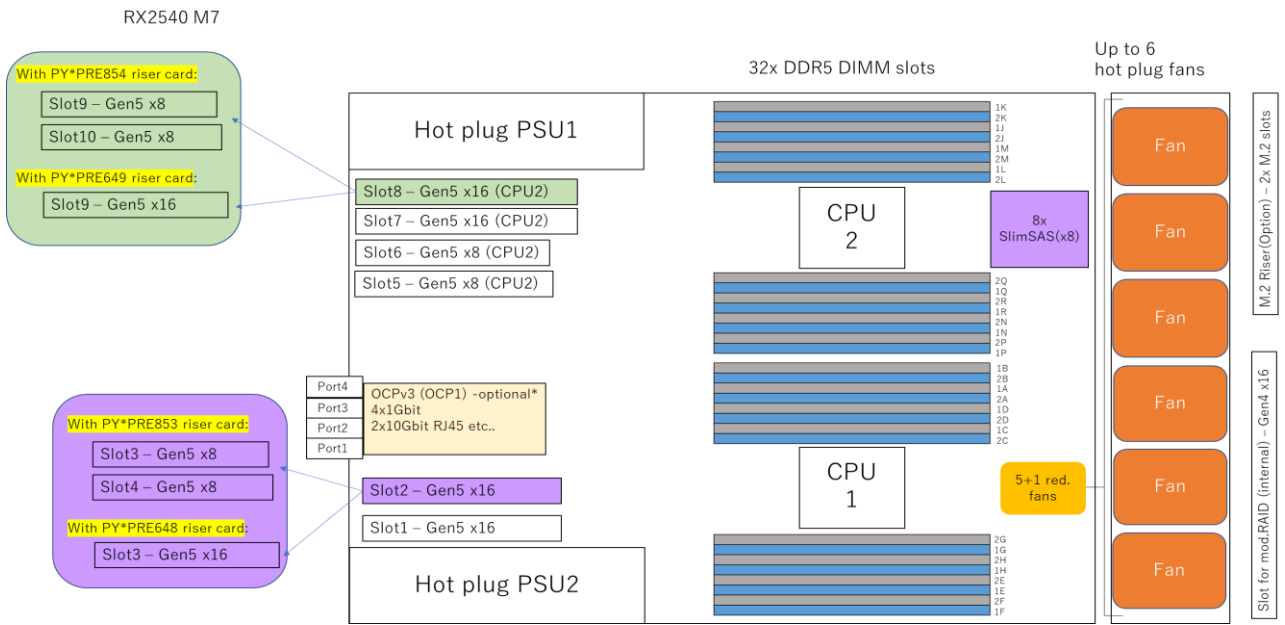 RX2540 M7
With PY*PRE854 riser card:
Slot9 – Gen5 x8
Slot10 – Gen5 x8
With PY*PRE649 riser card:
Slot9 – Gen5 x16
With PY*PRE853 riser card:
Slot3 – Gen5 x8
Slot4 – Gen5 x8
With PY*PRE648 riser card:
Slot3 – Gen5 x16
Hot plug PSU1
Slot8 – Gen5 x16 (CPU2)
Slot7 – Gen5 x16 (CPU2)
Slot6 – Gen5 x8 (CPU2)
Slot5 – Gen5 x8 (CPU2)
Port4
Port3
Port2
Port1
OCPv3 (OCP1) -optional*
4x1Gbit
2x10Gbit RJ45 etc..
Slot2 – Gen5 x16
Slot1 – Gen5 x16
Hot plug PSU2
32x DDR5 DIMM slots
1K
2K
1J
2J
1M
2M
1L
2L
CPU
2
8x
SlimSAS(x8)
2Q
1Q
2R
1R
2N
1N
2P
1P
1B
2B
1A
2A
1D
2D
1C
2C
CPU
1
5+1 red.
fans
2G
1G
2H
1H
2E
1E
2F
1F
Up to 6
hot plug fans
Fan
Fan
Fan
Fan
Fan
Fan
M.2 Riser(Option) – 2x M.2 slots
Slot for mod.RAID (internal) – Gen4 x16